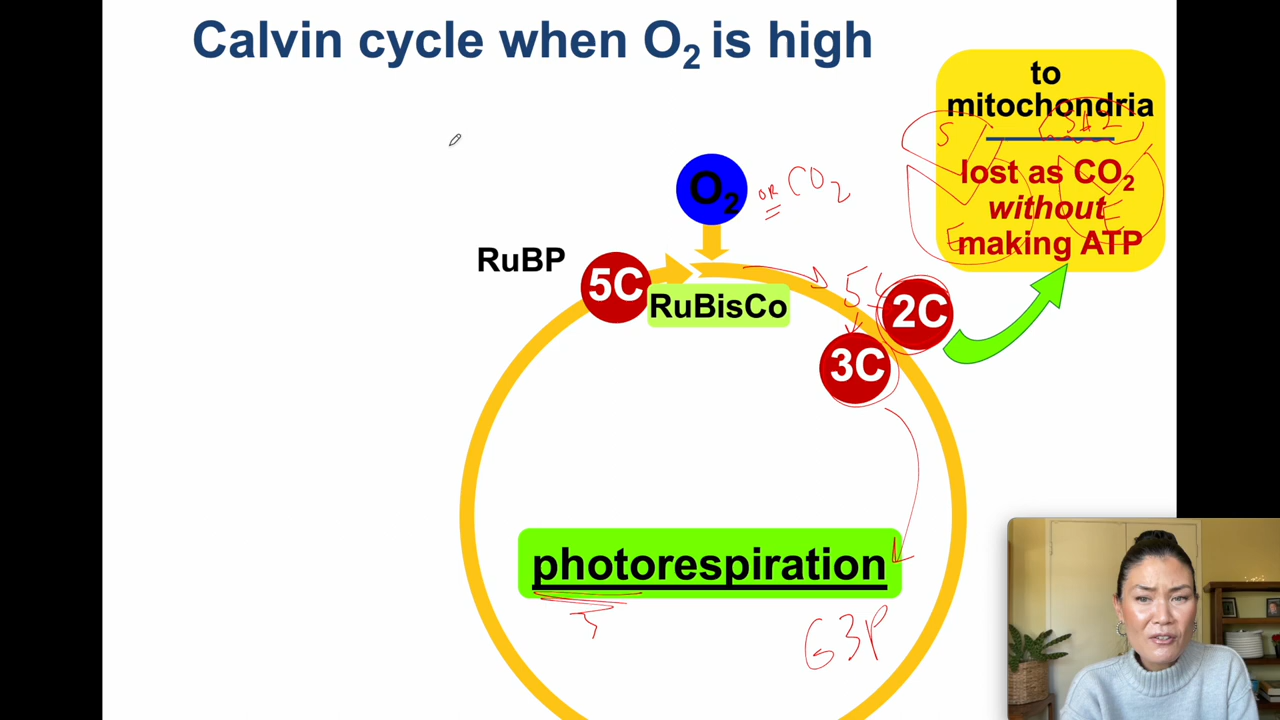 Calvin cycle when O₂ is high
to
mitochondria
lost as CO₂
without
making ATP
S
E
E
O₂
OR CO₂
RuBP
5C
RuBisCo
2C
3C
photorespiration
G3P